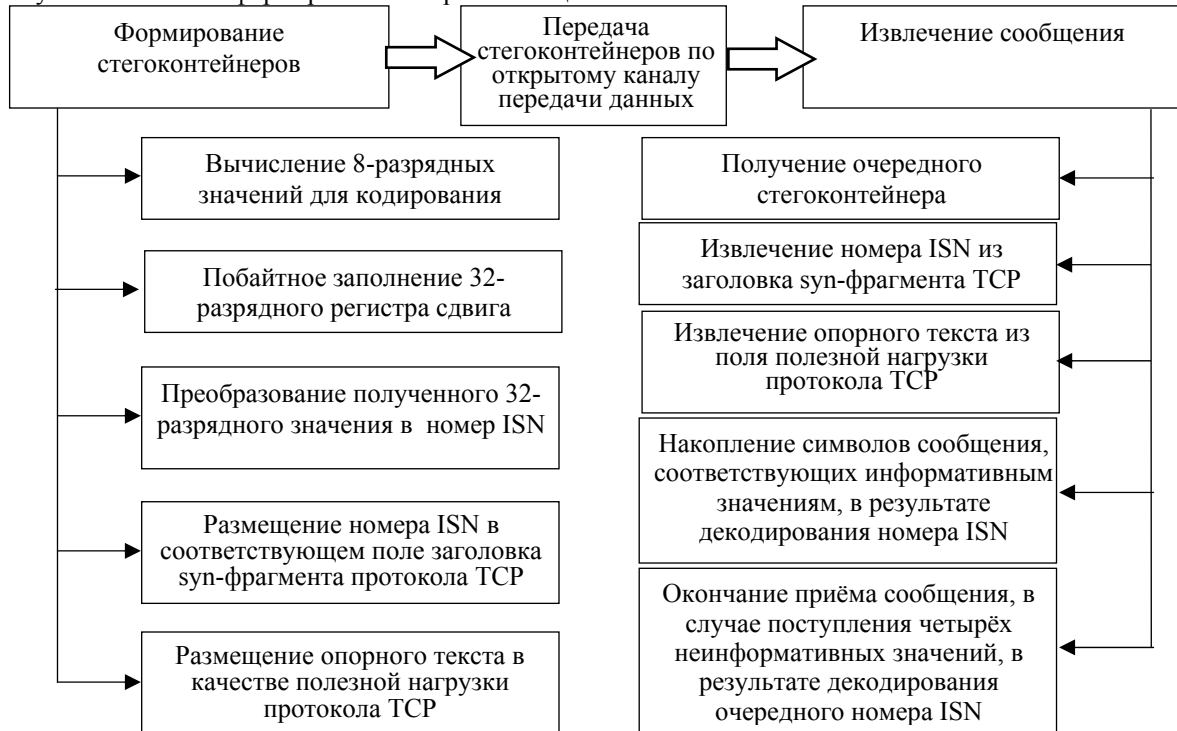 Формирование
стегоконтейнеров
Передача
стегоконтейнеров по
открытому каналу
передачи данных
Извлечение сообщения
Вычисление 8-разрядных
значений для кодирования
Побайтное заполнение 32-
разрядного регистра сдвига
Преобразование полученного 32-
разрядного значения в номер ISN
Размещение номера ISN в
соответствующем поле заголовка
syn-фрагмента протокола TCP
Размещение опорного текста в
качестве полезной нагрузки
протокола TCP
Получение очередного
стегоконтейнера
Извлечение номера ISN из
заголовка syn-фрагмента TCP
Извлечение опорного текста из
поля полезной нагрузки
протокола TCP
Накопление символов сообщения,
соответствующих информативным
значениям, в результате
декодирования номера ISN
Окончание приёма сообщения, в
случае поступления четырёх
неинформативных значений, в
результате декодирования
очередного номера ISN